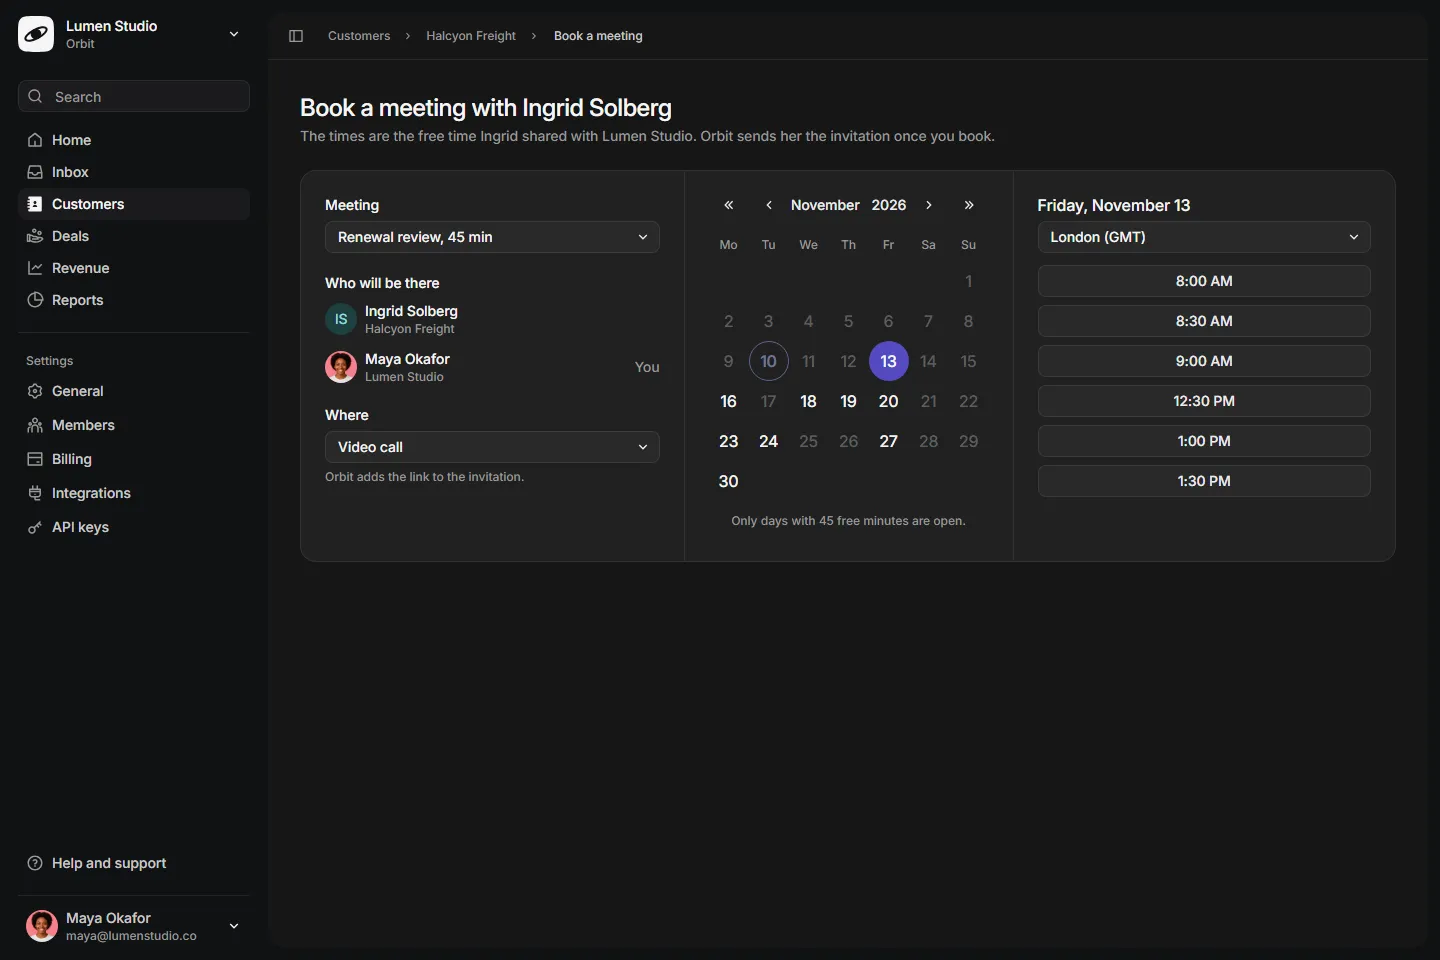 Lumen Studio
Orbit
Search
Home
Inbox
Customers
Deals
Revenue
Reports
Settings
General
Members
Billing
Integrations
API keys
Help and support
Maya Okafor
maya@lumenstudio.co
Customers
Halcyon Freight
Book a meeting
Book a meeting with Ingrid Solberg
The times are the free time Ingrid shared with Lumen Studio. Orbit sends her the invitation once you book.
Meeting
Renewal review, 45 min
Who will be there
IS
Ingrid Solberg
Halcyon Freight
Maya Okafor
Lumen Studio
You
Where
Video call
Orbit adds the link to the invitation.
November 2026
Mo Tu We Th Fr Sa Su
1
2 3 4 5 6 7 8
9 10 11 12 13 14 15
16 17 18 19 20 21 22
23 24 25 26 27 28 29
30
Only days with 45 free minutes are open.
Friday, November 13
London (GMT)
8:00 AM
8:30 AM
9:00 AM
12:30 PM
1:00 PM
1:30 PM